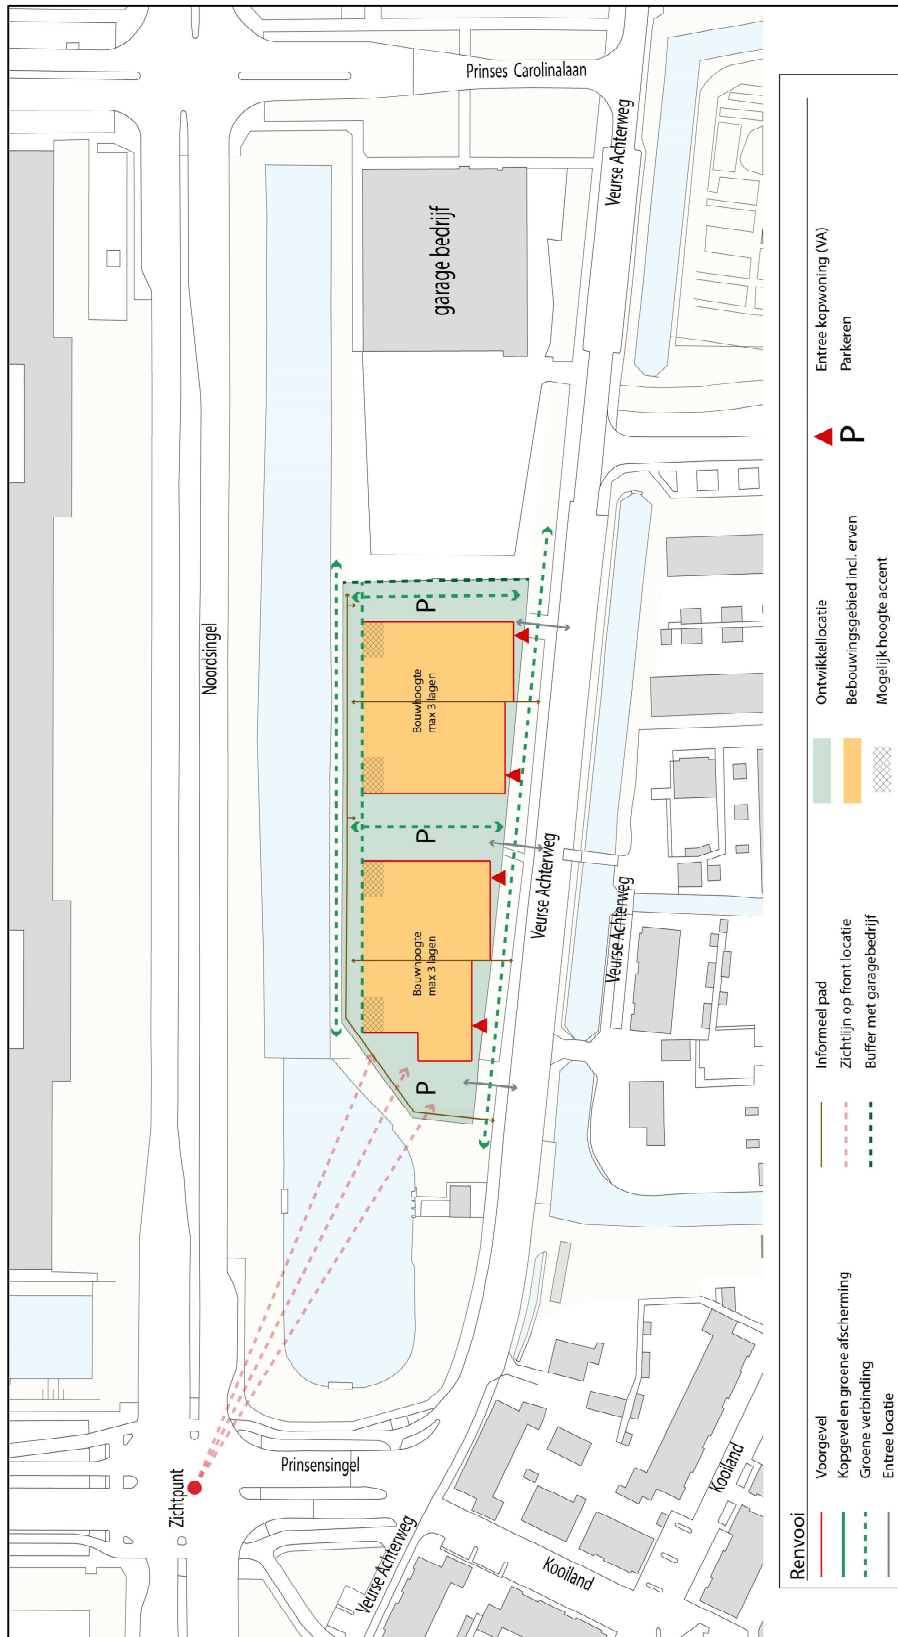 Prinses Carolinalaan
Veurse Achterweg
garage bedrijf
Noordsingel
P
Bouwhoogte
max 3 lagen
P
Veurse Achterweg
Veurse Achterweg
Bouwhoogte
max 3 lagen
P
Zichtpunt
Prinsensingel
Veurse Achterweg
Kooiland
Kooiland
Renvooi
Voorgevel
Kopgevel en groene afscherming
Groene verbinding
Entree locatie
Informeel pad
Zichtlijn op front locatie
Buffer met garagebedrijf
Ontwikkellocatie
Bebouwingsgebied incl. erven
Mogelijk hoogte accent
Entree kopwoning (VA)
P Parkeren